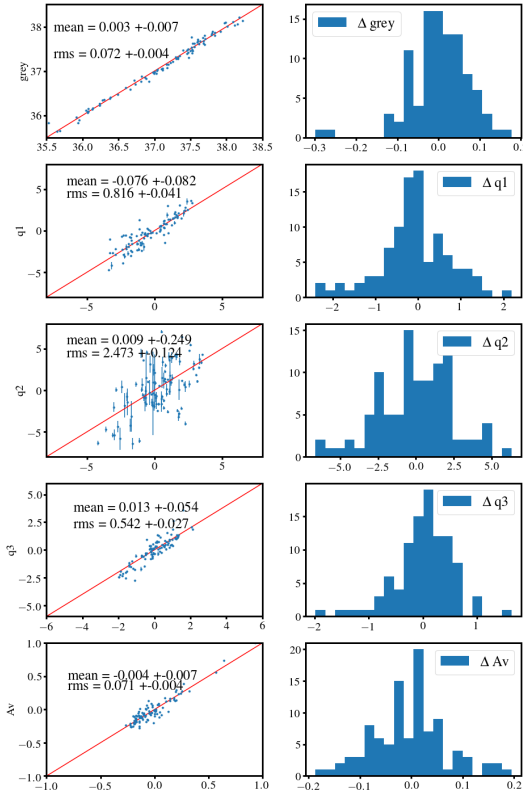 38
37
36
grey
mean = 0.003 +-0.007
rms = 0.072 +-0.004
35.5 36.0 36.5 37.0 37.5 38.0 38.5
15
10
5
0
Δ grey
−0.3 −0.2 −0.1 0.0 0.1 0.
5
0
−5
q1
mean = -0.076 +-0.082
rms = 0.816 +-0.041
−5 0 5
15
10
5
0
Δ q1
−2 −1 0 1 2
5
0
−5
q2
mean = 0.009 +-0.249
rms = 2.473 +-0.124
−5 0 5
15
10
5
0
Δ q2
−5.0 −2.5 0.0 2.5 5.0
5.0
2.5
0.0
−2.5
−5.0
q3
mean = 0.013 +-0.054
rms = 0.542 +-0.027
−6 −4 −2 0 2 4 6
15
10
5
0
Δ q3
−2 −1 0 1
1.0
0.5
0.0
−0.5
−1.0
Av
mean = -0.004 +-0.007
rms = 0.071 +-0.004
−1.0 −0.5 0.0 0.5 1.0
20
15
10
5
0
Δ Av
−0.2 −0.1 0.0 0.1 0.2